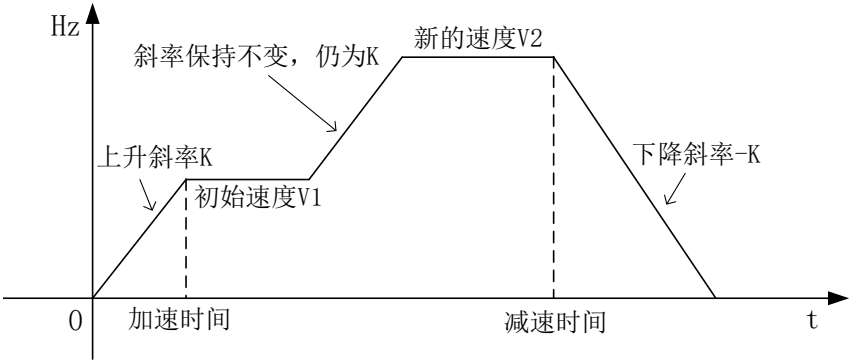 Hz
新的速度V2
斜率保持不变，仍为K
上升斜率K
下降斜率-K
初始速度V1
0
加速时间
减速时间
t